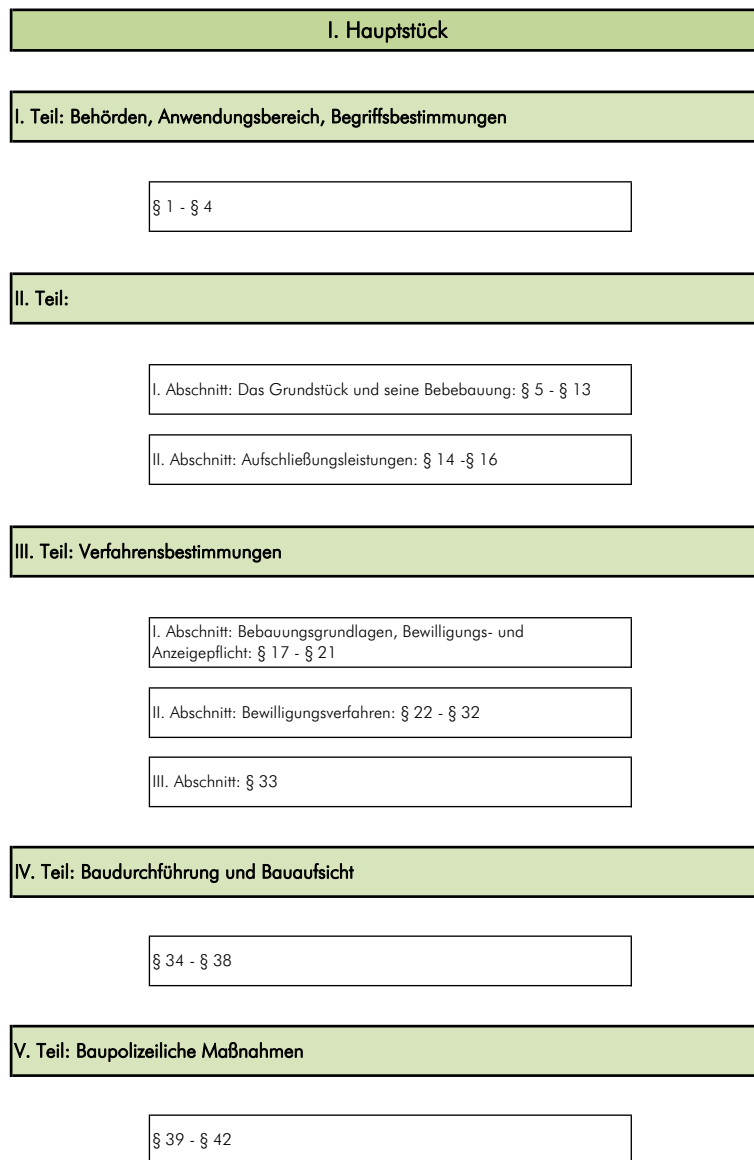 I. Hauptstück
I. Teil: Behörden, Anwendungsbereich, Begriffsbestimmungen
§ 1 - § 4
II. Teil:
I. Abschnitt: Das Grundstück und seine Bebebauung: § 5 - § 13
II. Abschnitt: Aufschließungsleistungen: § 14 -§ 16
III. Teil: Verfahrensbestimmungen
I. Abschnitt: Bebauungsgrundlagen, Bewilligungs- und
Anzeigepflicht: § 17 - § 21
II. Abschnitt: Bewilligungsverfahren: § 22 - § 32
III. Abschnitt: § 33
IV. Teil: Baudurchführung und Bauaufsicht
§ 34 - § 38
V. Teil: Baupolizeiliche Maßnahmen
§ 39 - § 42